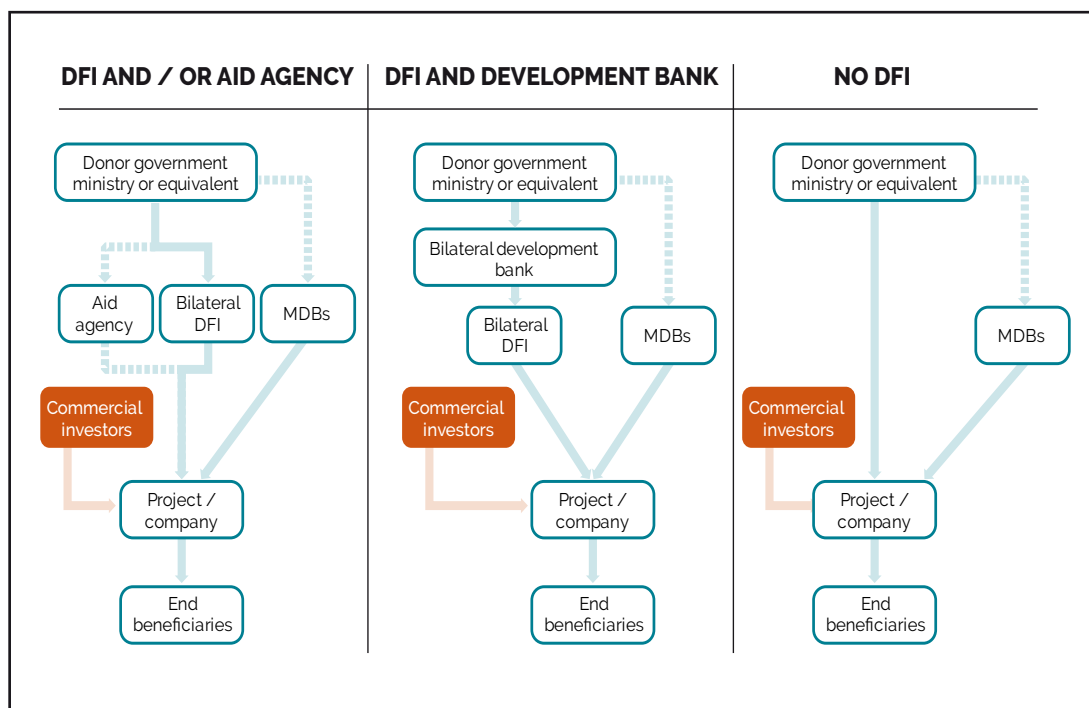 DFI AND / OR AID AGENCY
Donor government
ministry or equivalent
Aid
agency
Bilateral
DFI
MDBs
Commercial
investors
Project /
company
End
beneficiaries
DFI AND DEVELOPMENT BANK
Donor government
ministry or equivalent
Bilateral development
bank
Bilateral
DFI
MDBs
Commercial
investors
Project /
company
End
beneficiaries
NO DFI
Donor government
ministry or equivalent
MDBs
Commercial
investors
Project /
company
End
beneficiaries